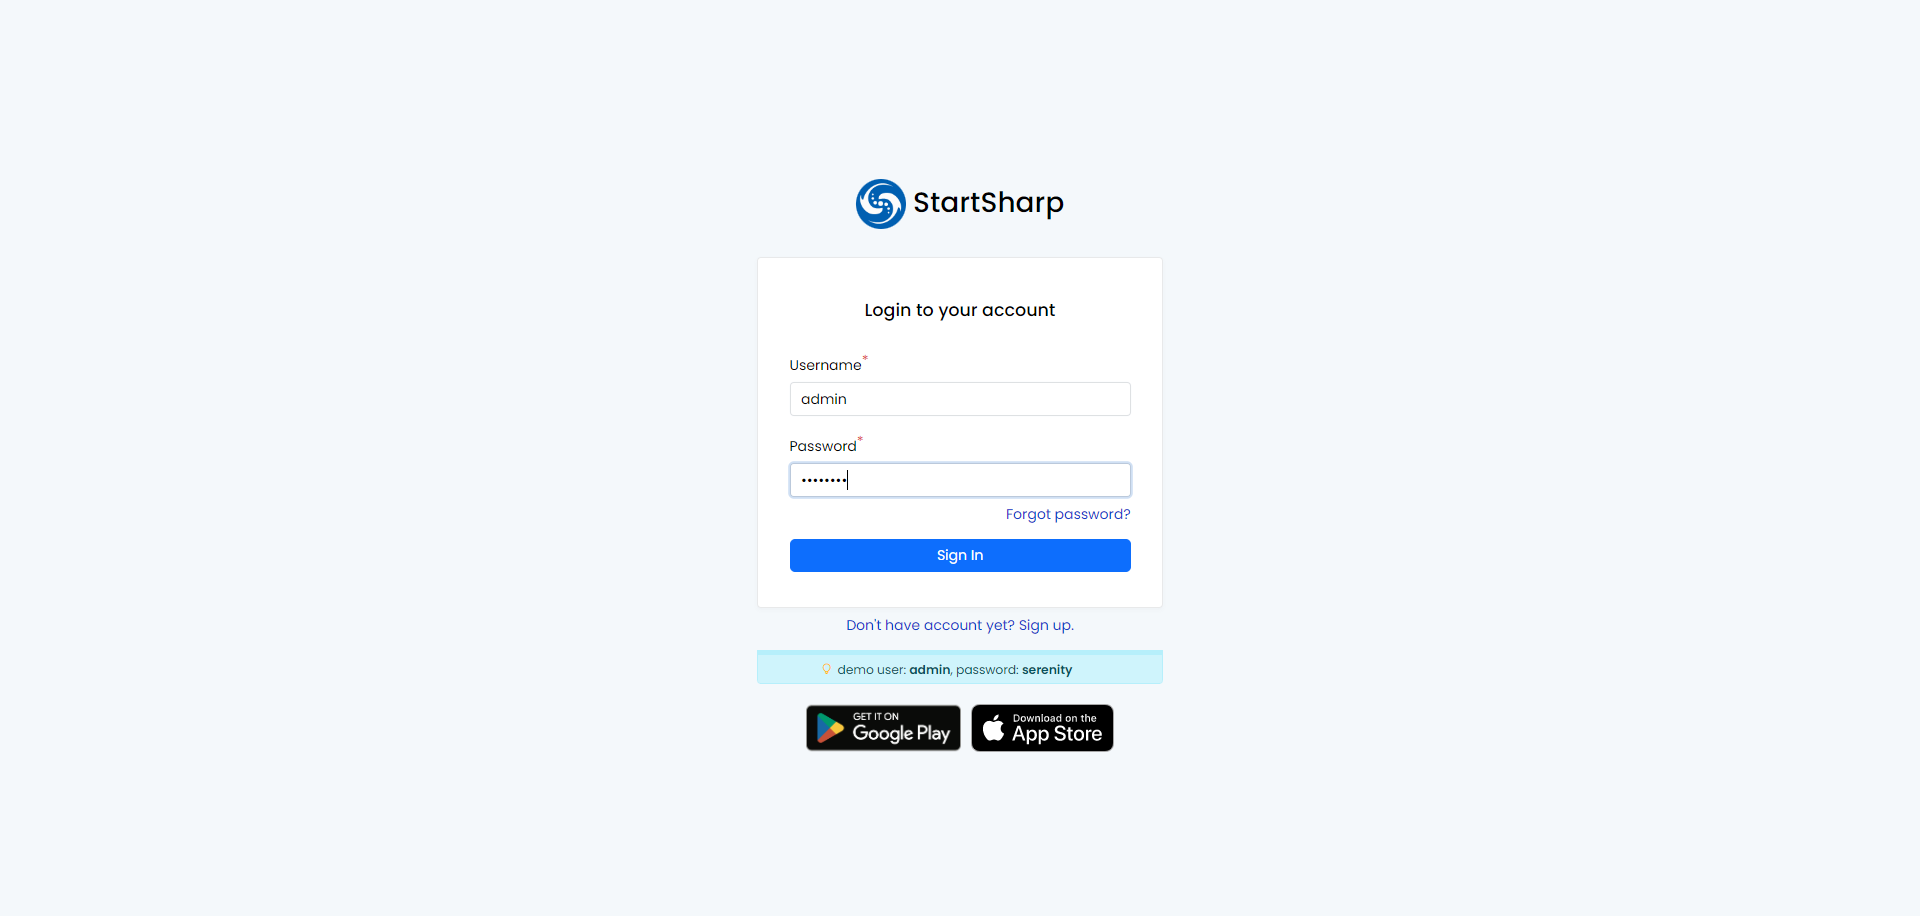 StartSharp
Login to your account
Username*
admin
Password*
••••••••
Forgot password?
Sign In
Don't have account yet? Sign up.
demo user: admin, password: serenity
GET IT ON
Google Play
Download on the
App Store